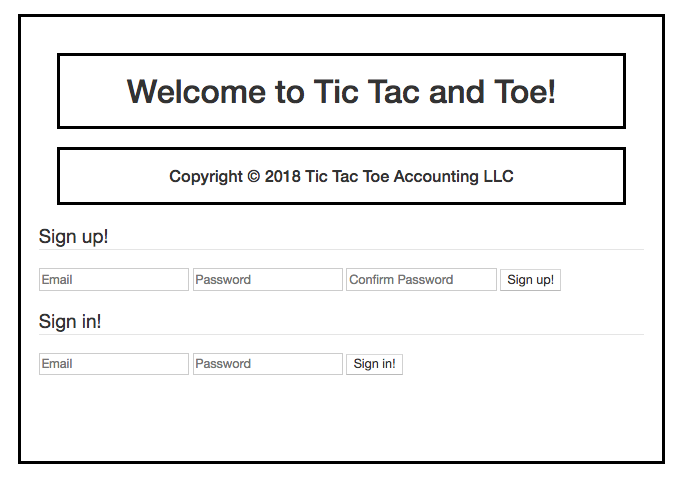 Welcome to Tic Tac and Toe!
Copyright © 2018 Tic Tac Toe Accounting LLC
Sign up!
Email Password Confirm Password Sign up!
Sign in!
Email Password Sign in!